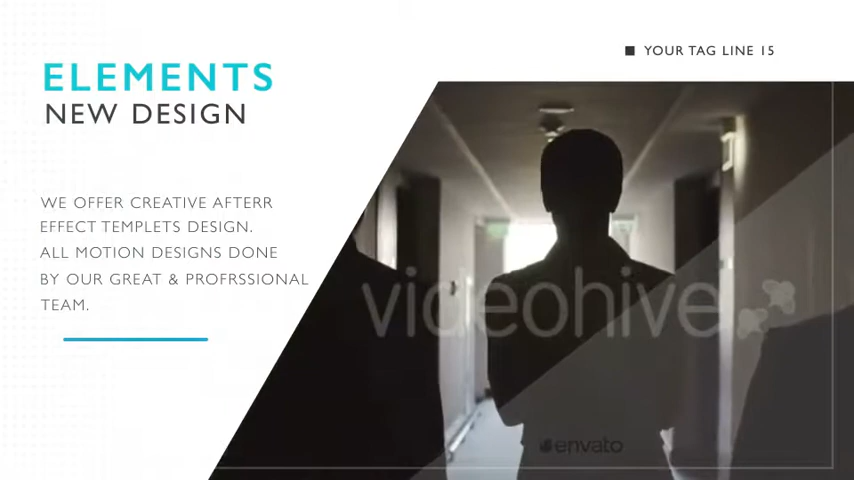 YOUR TAG LINE 15
ELEMENTS
NEW DESIGN
WE OFFER CREATIVE AFTERR
EFFECT TEMPLETS DESIGN.
ALL MOTION DESIGNS DONE
BY OUR GREAT & PROFRSSIONAL
TEAM.
videohive
envato